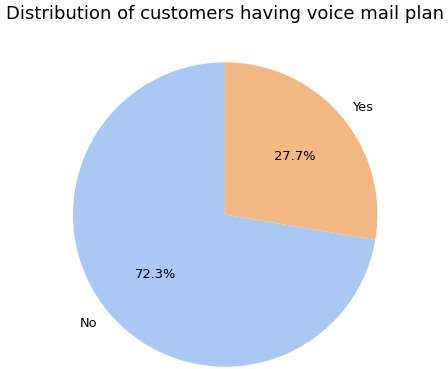 Distribution of customers having voice mail plan
Yes
27.7%
72.3%
No